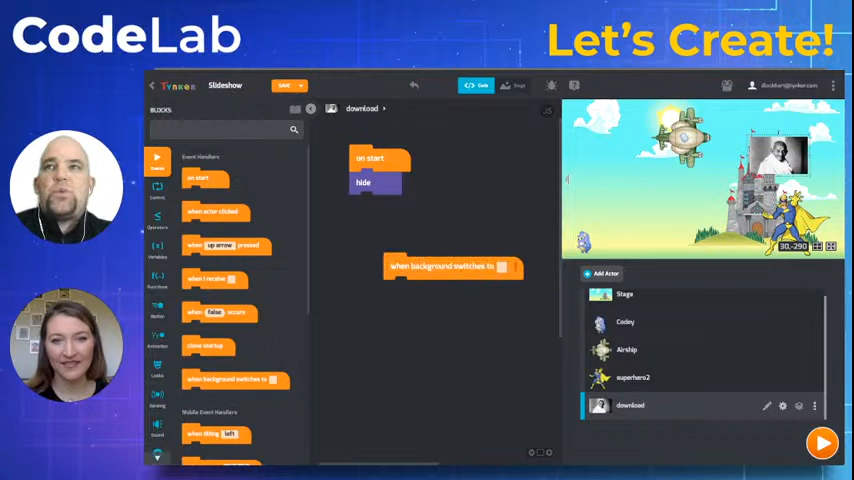 CodeLab
Let's Create!
TYNKER
Slideshow
SAVE
Code
Stage
dlockhart@tynker.com
BLOCKS
download
JS
Event Handlers
Events
on start
Control
when actor clicked
Operators
when up arrow pressed
Variables
when I receive
Functions
when false occurs
Motion
clone startup
Animation
when background switches to
Looks
Sensing
Mobile Event Handlers
when tilting left
Sound
on start
hide
when background switches to
30,-290
Add Actor
Stage
Codey
Airship
superhero2
download